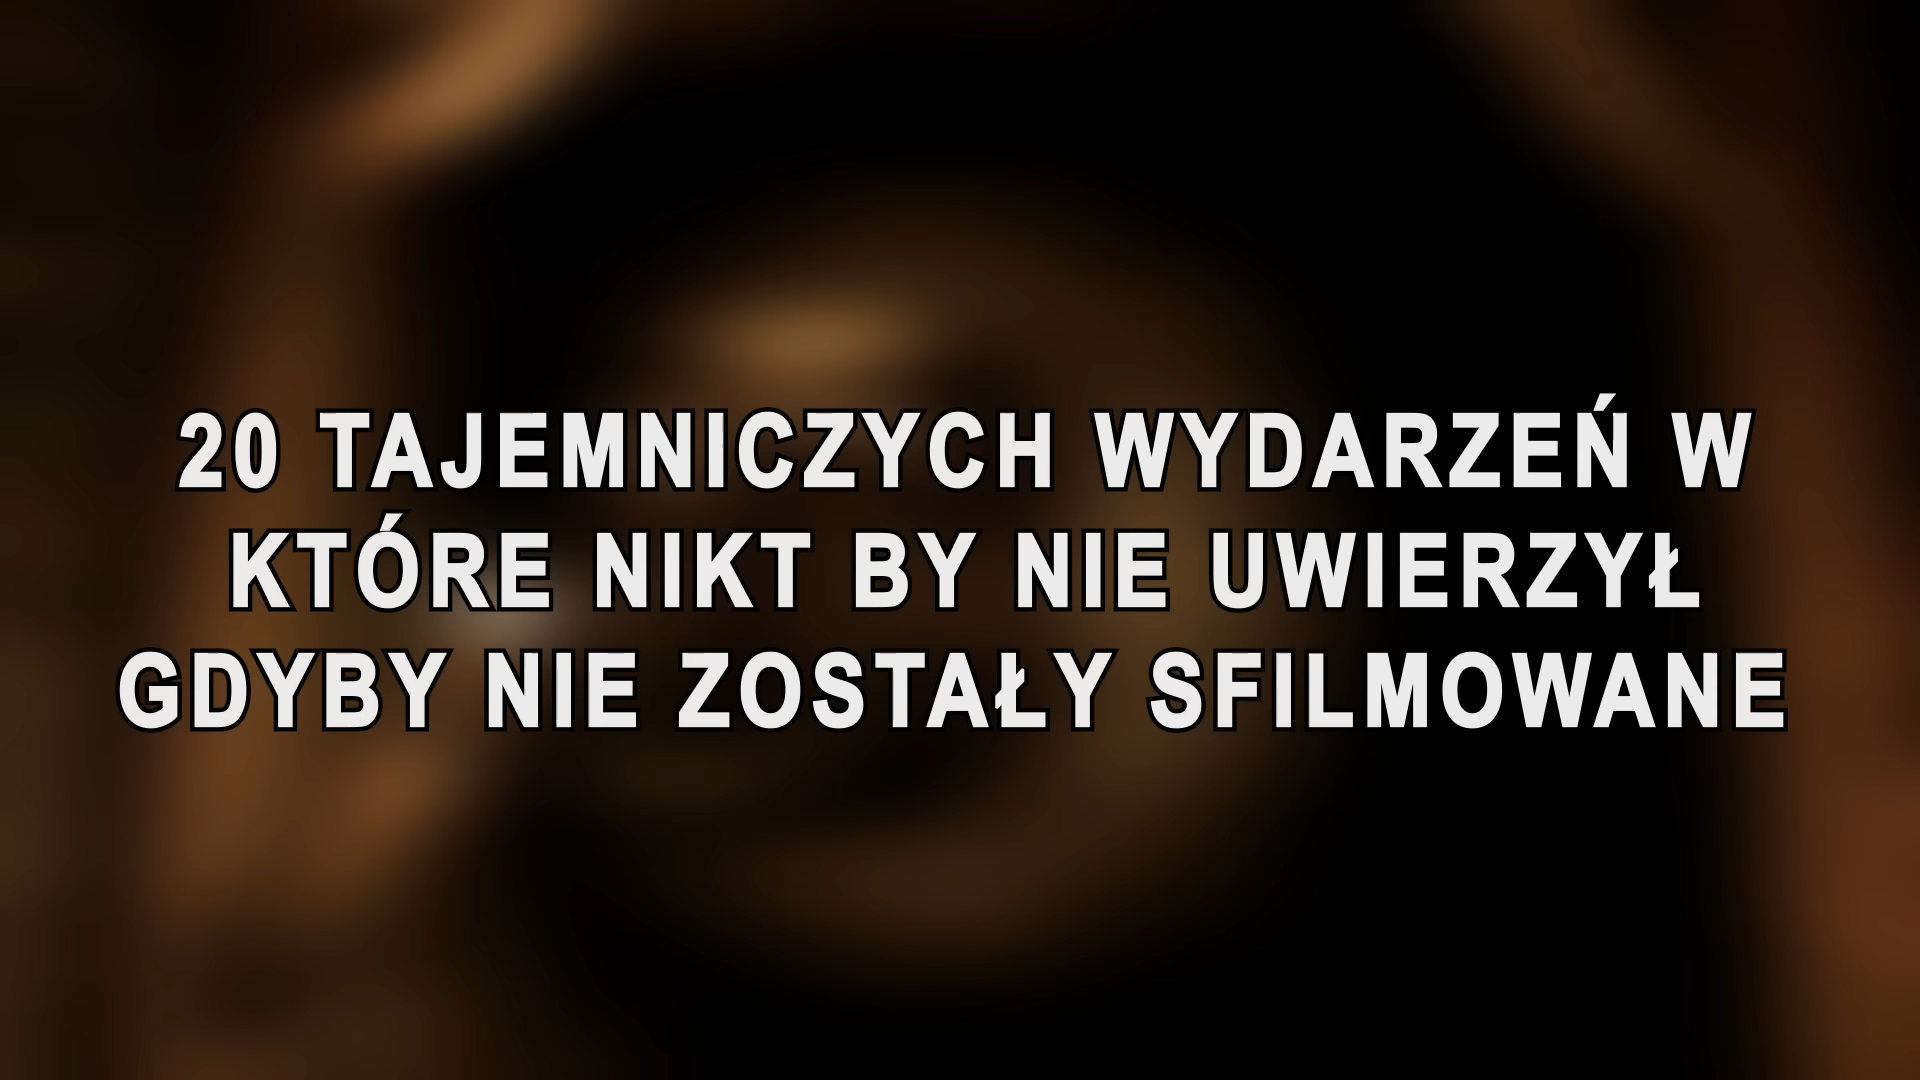 20 TAJEMNICZYCH WYDARZEŃ W
KTÓRE NIKT BY NIE UWIERZYŁ
GDYBY NIE ZOSTAŁY SFILMOWANE